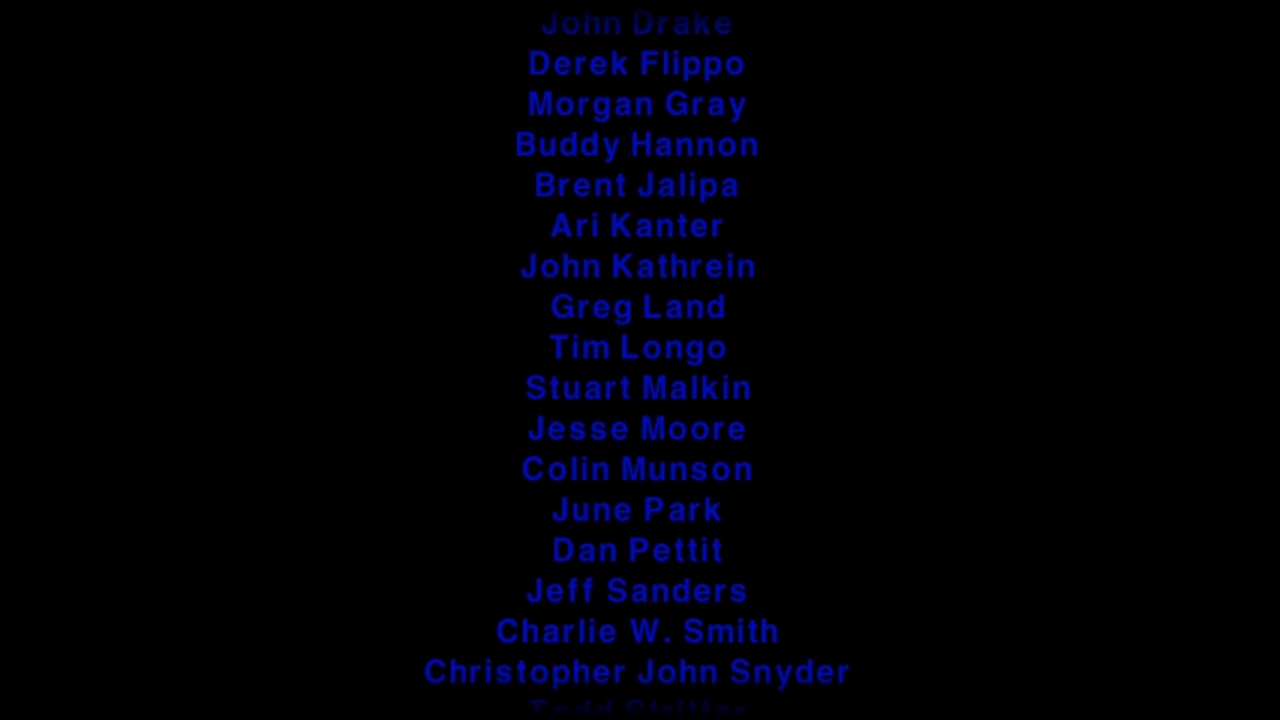 John Drake
Derek Flippo
Morgan Gray
Buddy Hannon
Brent Jalipa
Ari Kanter
John Kathrein
Greg Land
Tim Longo
Stuart Malkin
Jesse Moore
Colin Munson
June Park
Dan Pettit
Jeff Sanders
Charlie W. Smith
Christopher John Snyder
Todd